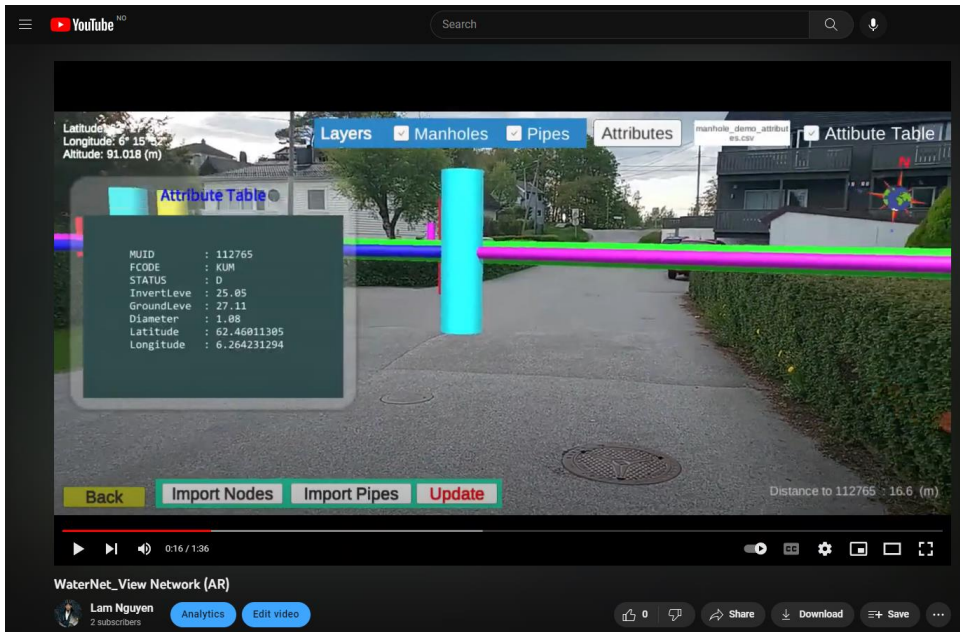 YouTube NO
Search
Latitude:
Longitude: 6° 15'
Altitude: 91.018 (m)
Layers Manholes Pipes
Attributes
manhole_demo_attribut
es.csv
Attibute Table
N
Attribute Table
MUID : 112765
FCODE : KUM
STATUS : D
InvertLeve : 25.05
GroundLeve : 27.11
Diameter : 1.08
Latitude : 62.46011305
Longitude : 6.264231294
Back
Import Nodes
Import Pipes
Update
Distance to 112765 : 16.6 (m)
0:16 / 1:36
CC
WaterNet_View Network (AR)
Lam Nguyen
2 subscribers
Analytics
Edit video
0
Share
Download
Save